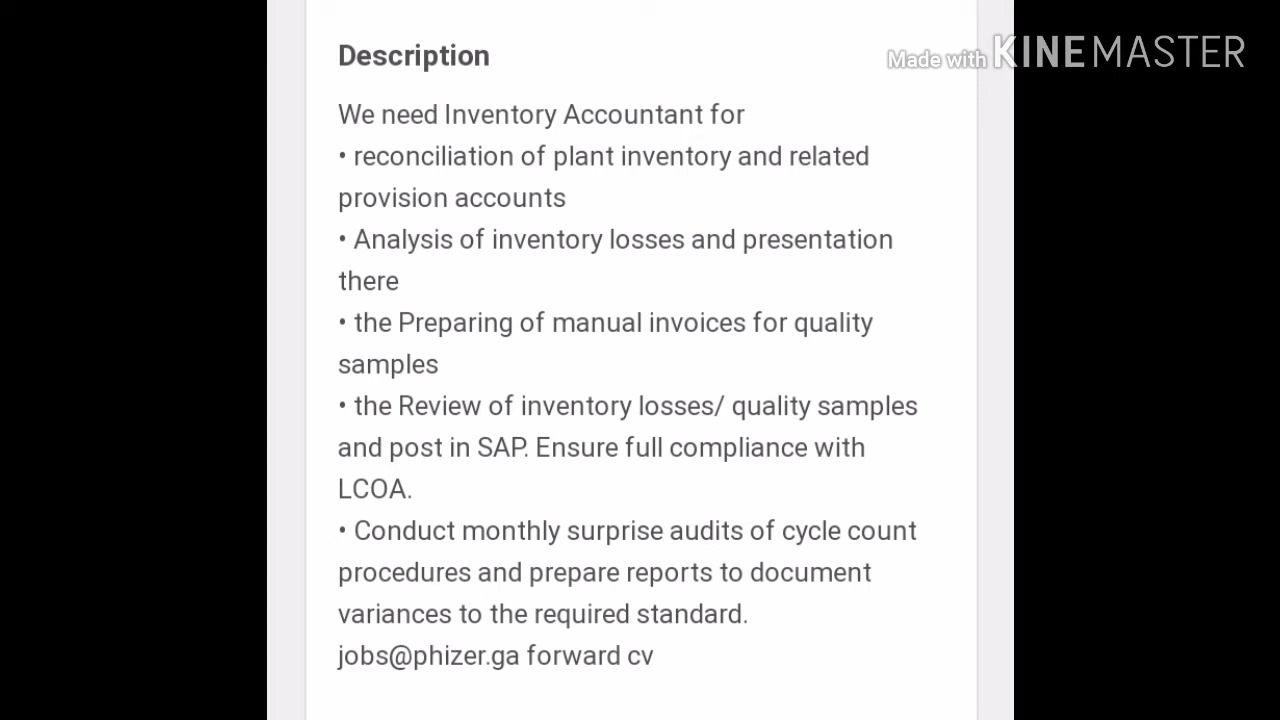 Description
Made with KINEMASTER
We need Inventory Accountant for
• reconciliation of plant inventory and related
provision accounts
• Analysis of inventory losses and presentation
there
• the Preparing of manual invoices for quality
samples
• the Review of inventory losses/ quality samples
and post in SAP. Ensure full compliance with
LCOA.
• Conduct monthly surprise audits of cycle count
procedures and prepare reports to document
variances to the required standard.
jobs@phizer.ga forward cv